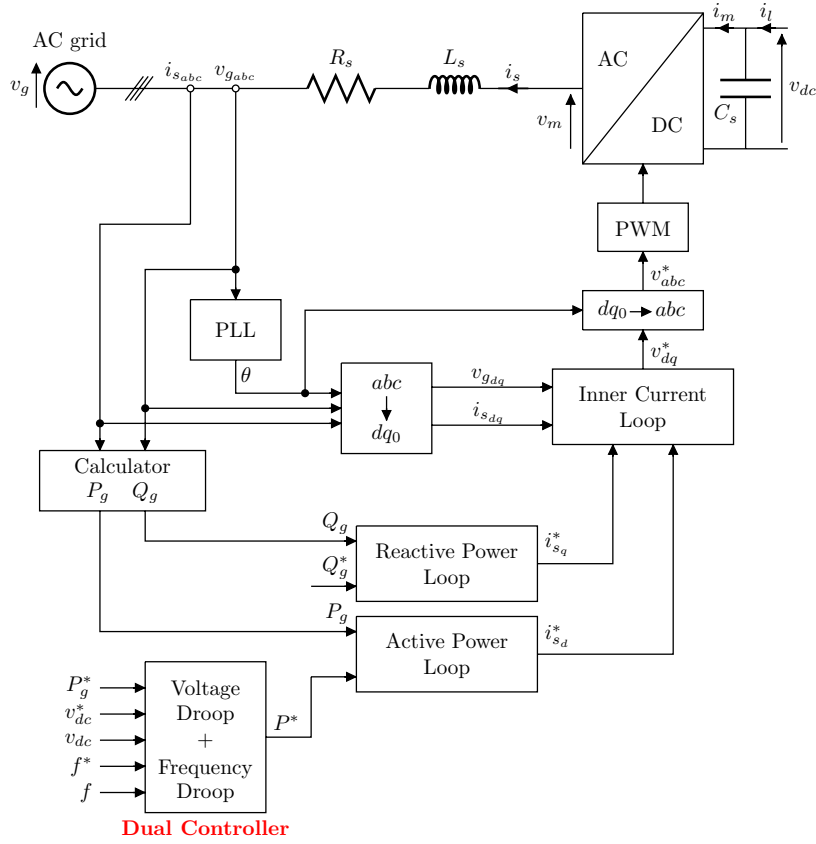 AC grid
v_g
i_{s_{abc}}
v_{g_{abc}}
R_s
L_s
i_s
v_m
AC
DC
i_m
i_l
C_s
v_{dc}
PWM
v^*_{abc}
dq_0 → abc
v^*_{dq}
PLL
θ
abc
↓
dq_0
v_{g_{dq}}
i_{s_{dq}}
Inner Current
Loop
Calculator
P_g Q_g
Q_g
Q^*_g
Reactive Power
Loop
i^*_{s_q}
P_g
Active Power
Loop
i^*_{s_d}
P^*_g
v^*_{dc}
v_{dc}
f^*
f
Voltage
Droop
+
Frequency
Droop
P^*
Dual Controller